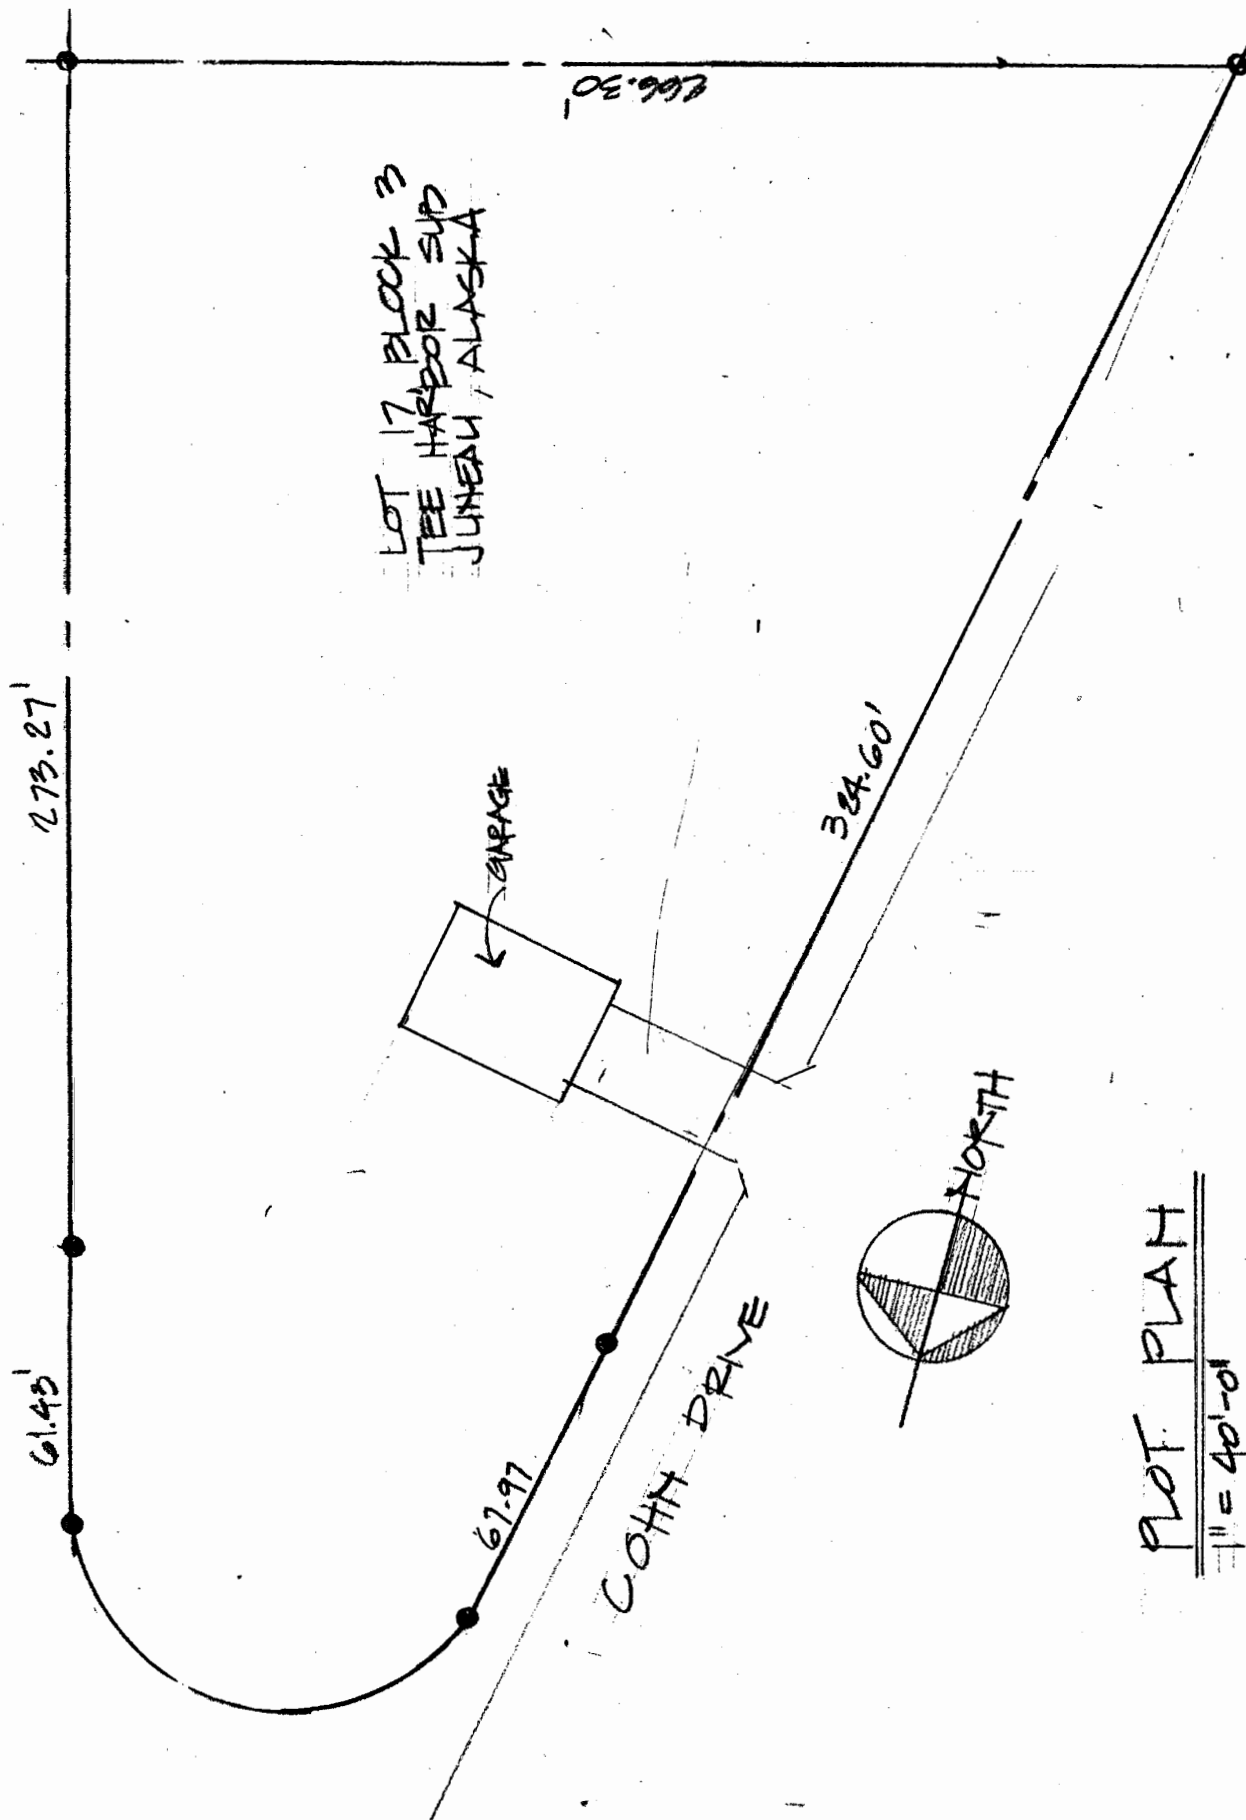 266.30'
LOT 17 BLOCK 3
TEE HARBOR SUB
JUNEAU, ALASKA
273.27'
61.43'
GARAGE
324.60'
67.97
COHN DRIVE
NORTH
PLOT PLAN
1" = 40'-0"